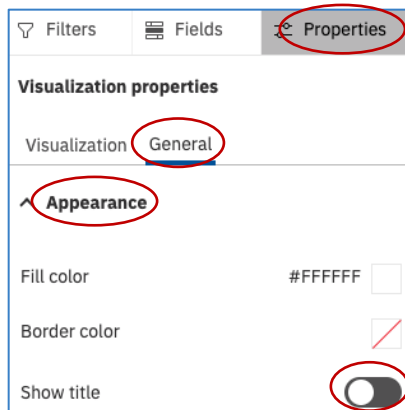 Filters Fields Properties
Visualization properties
Visualization General
Appearance
Fill color #FFFFFF
Border color
Show title